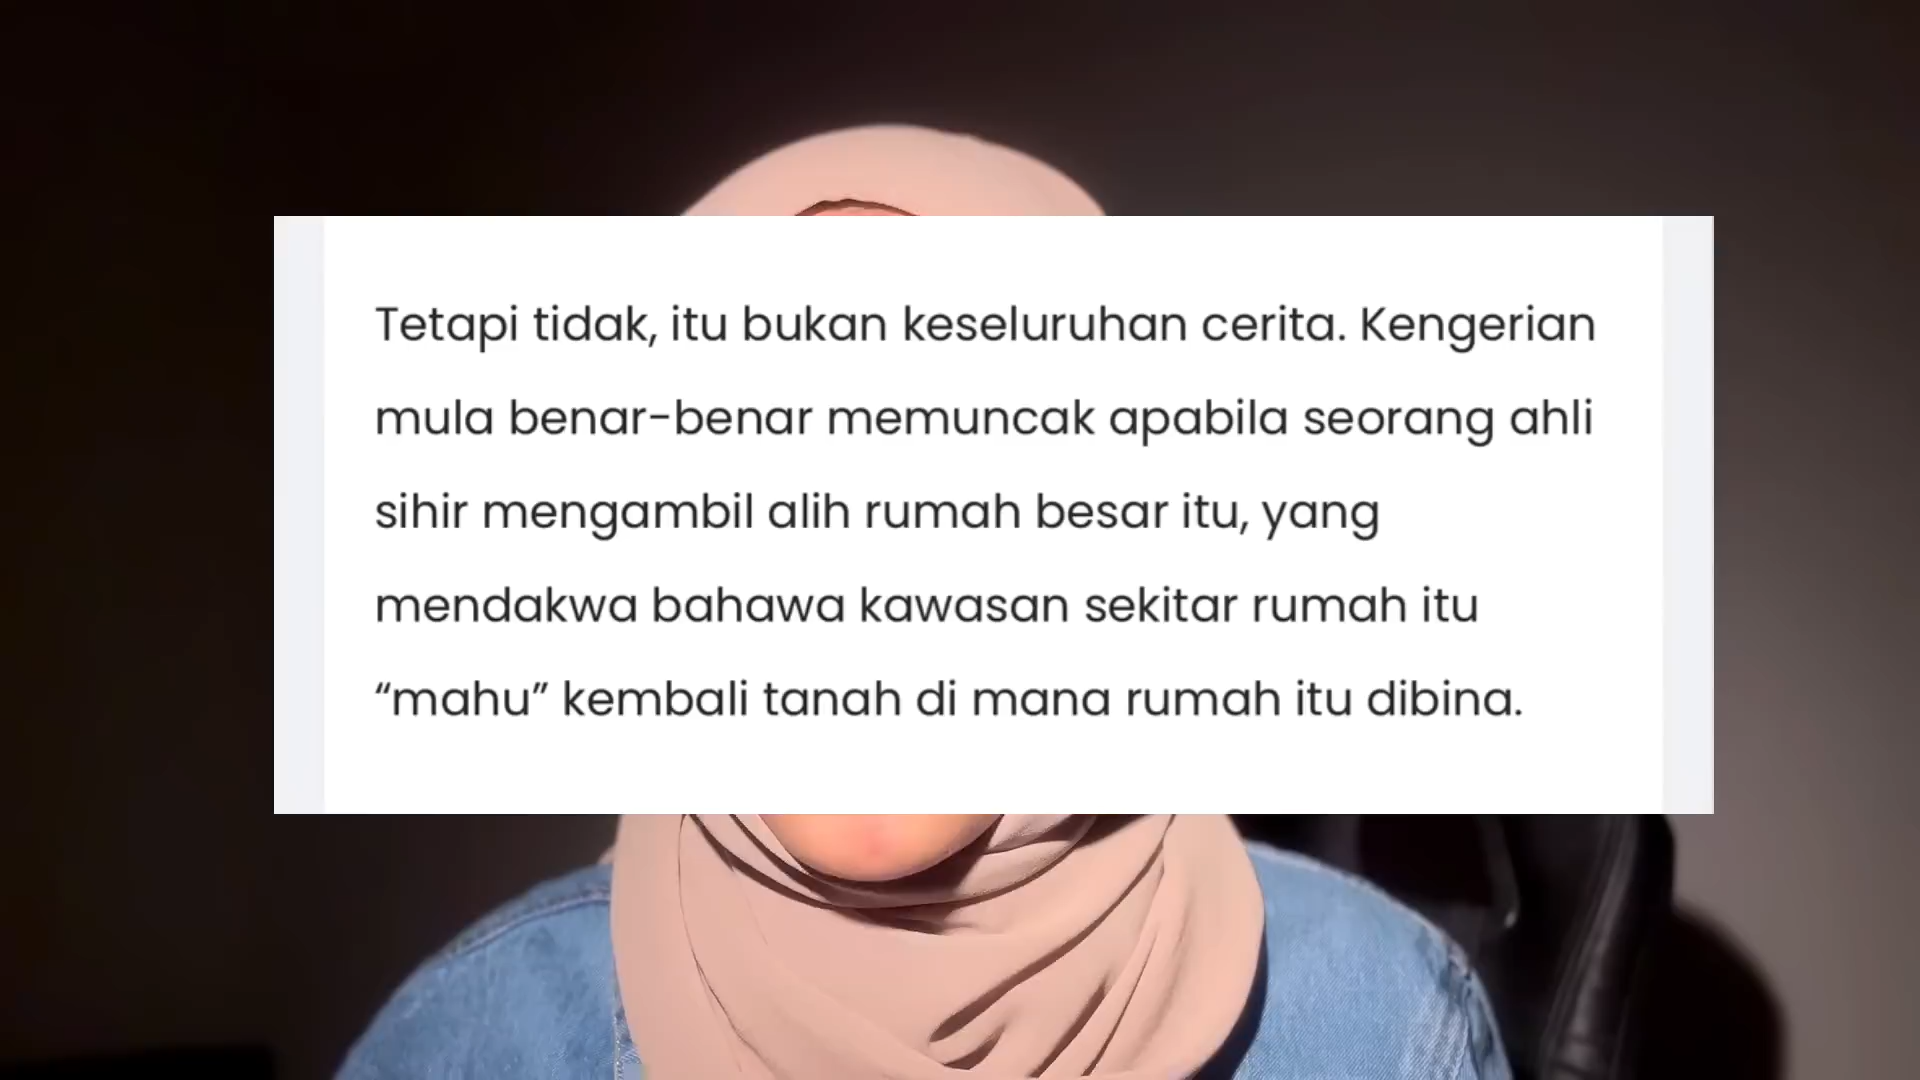 Tetapi tidak, itu bukan keseluruhan cerita. Kengerian
mula benar-benar memuncak apabila seorang ahli
sihir mengambil alih rumah besar itu, yang
mendakwa bahawa kawasan sekitar rumah itu
“mahu” kembali tanah di mana rumah itu dibina.